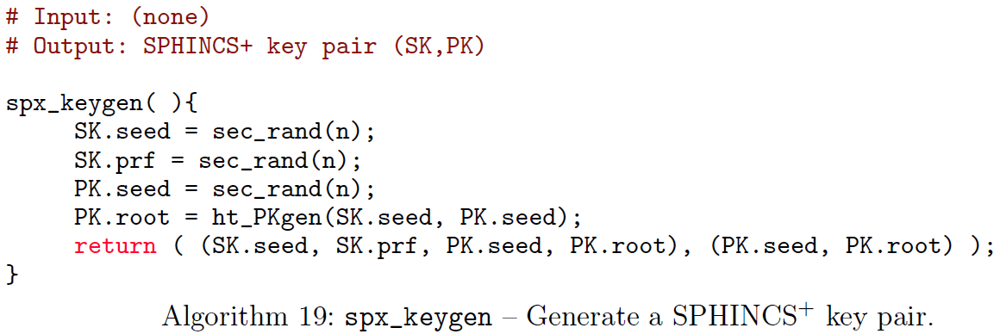 # Input: (none)
# Output: SPHINCS+ key pair (SK,PK)
spx_keygen( ){
SK.seed = sec_rand(n);
SK.prf = sec_rand(n);
PK.seed = sec_rand(n);
PK.root = ht_PKgen(SK.seed, PK.seed);
return ( (SK.seed, SK.prf, PK.seed, PK.root), (PK.seed, PK.root) );
}
Algorithm 19: spx_keygen – Generate a SPHINCS⁺ key pair.